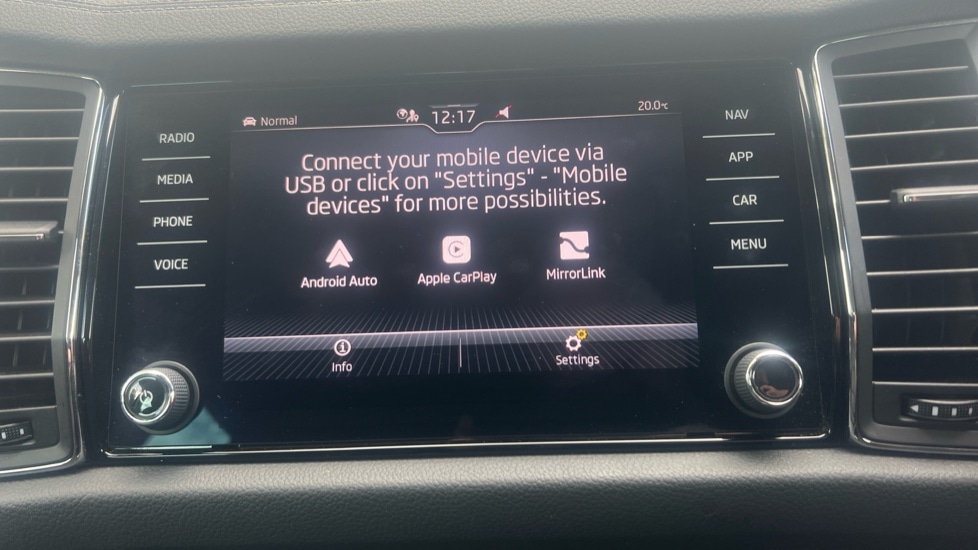 Normal
12:17
20.0°c
RADIO
MEDIA
PHONE
VOICE
Connect your mobile device via
USB or click on "Settings" - "Mobile
devices" for more possibilities.
Android Auto
Apple CarPlay
MirrorLink
Info
Settings
NAV
APP
CAR
MENU